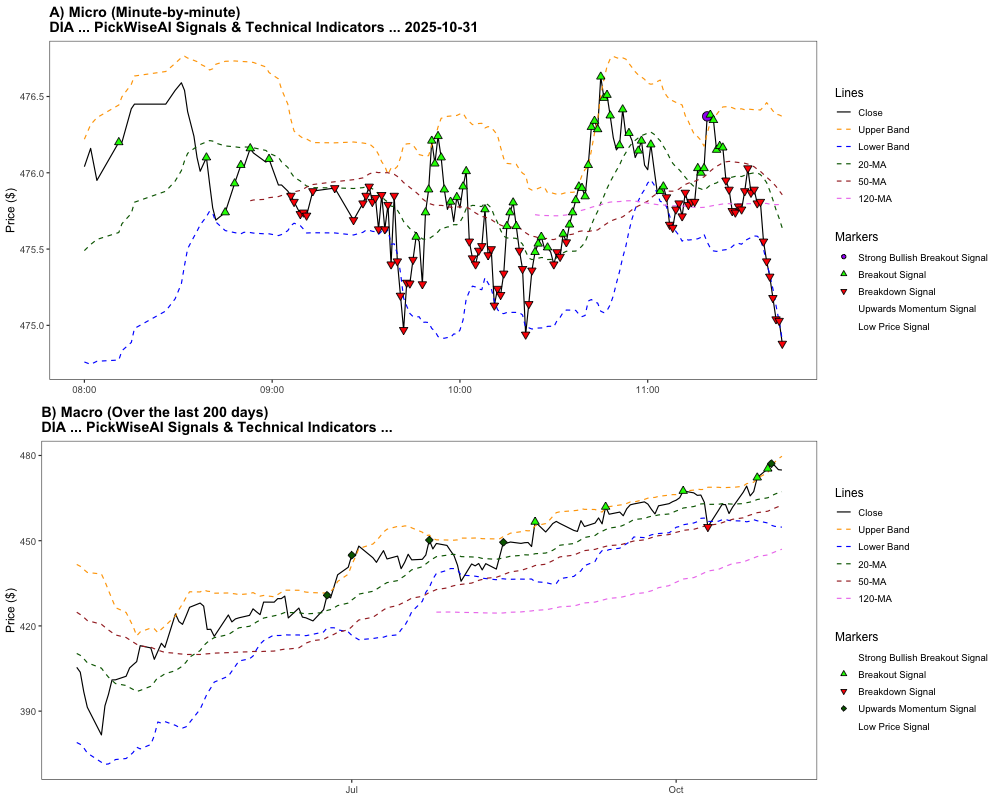 A) Micro (Minute-by-minute)
DIA ... PickWiseAI Signals & Technical Indicators ... 2025-10-31
Price ($)
476.5
476.0
475.5
475.0
08:00
09:00
10:00
11:00
Lines
Close
Upper Band
Lower Band
20-MA
50-MA
120-MA
Markers
Strong Bullish Breakout Signal
Breakout Signal
Breakdown Signal
Upwards Momentum Signal
Low Price Signal
B) Macro (Over the last 200 days)
DIA ... PickWiseAI Signals & Technical Indicators ...
Price ($)
480
450
420
390
Jul
Oct
Lines
Close
Upper Band
Lower Band
20-MA
50-MA
120-MA
Markers
Strong Bullish Breakout Signal
Breakout Signal
Breakdown Signal
Upwards Momentum Signal
Low Price Signal